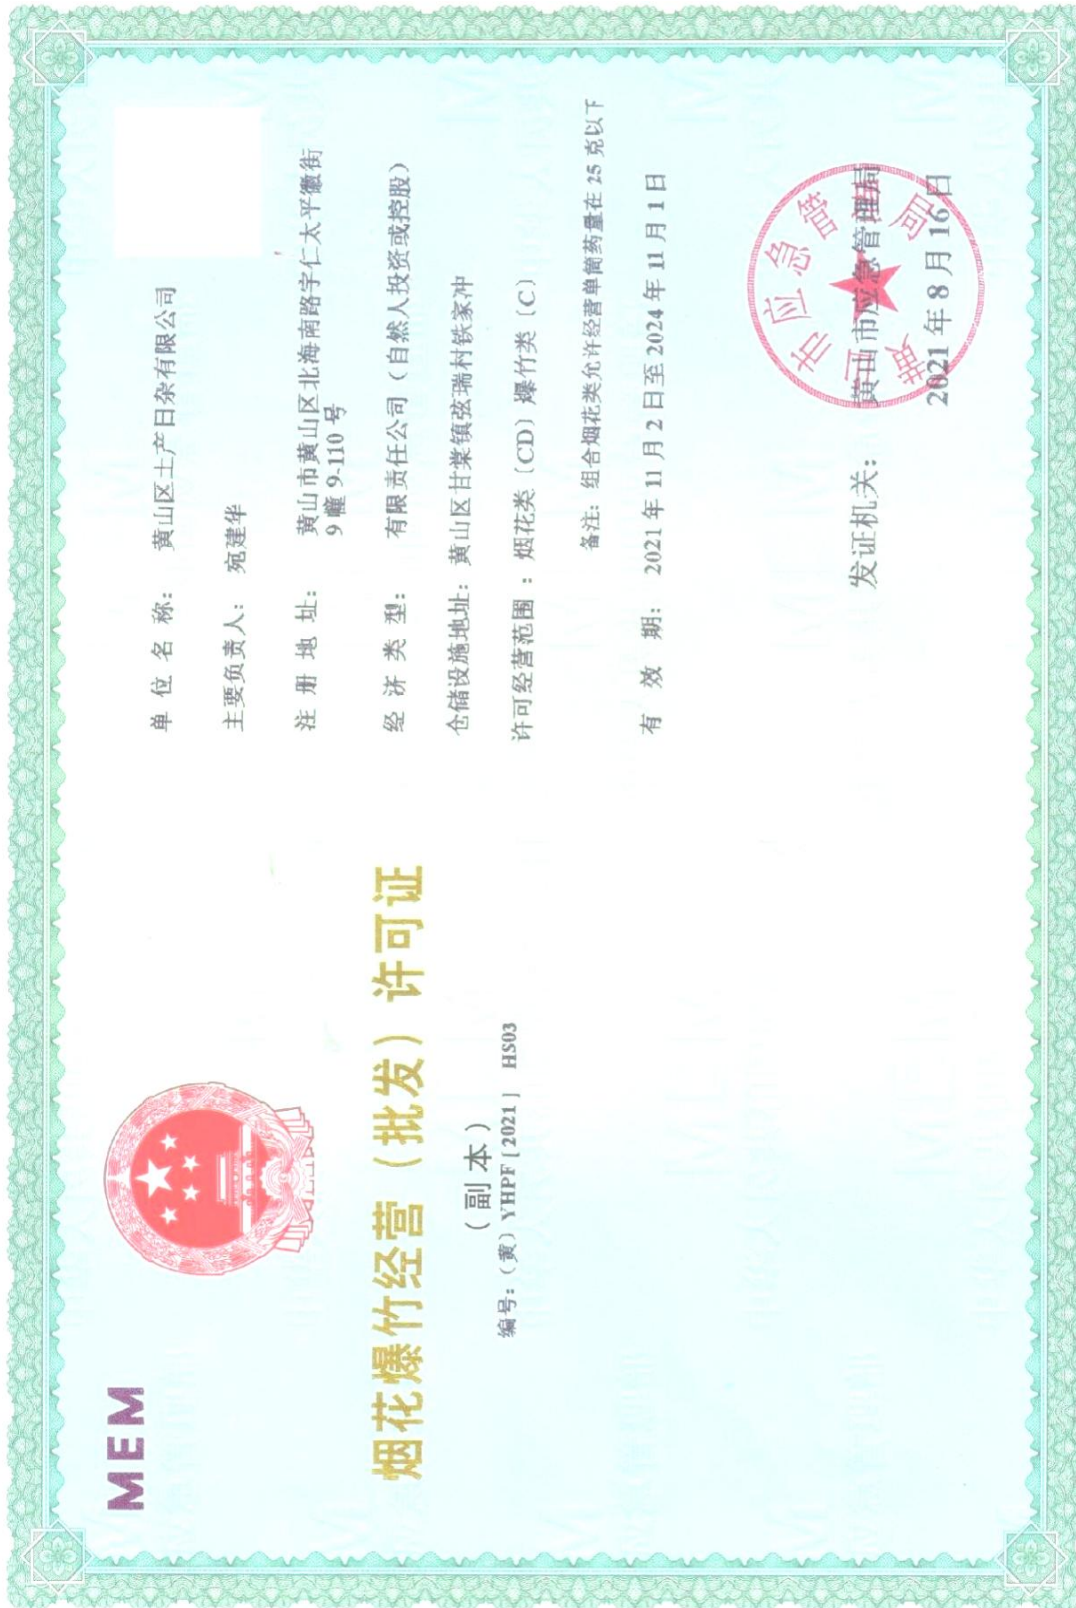 MEM
烟花爆竹经营（批发）许可证
（副本）
编号：（黄）YHPF［2021］ HS03
单位名称： 黄山区土产日杂有限公司
主要负责人： 宛建华
注册地址： 黄山市黄山区北海南路宇仁太平徽街
9幢9-110号
经济类型： 有限责任公司（自然人投资或控股）
仓储设施地址：黄山区甘棠镇弦瑞村铁家冲
许可经营范围：烟花类〔CD〕爆竹类〔C〕
备注：组合烟花类允许经营单筒药量在25克以下
有效期： 2021年11月2日至2024年11月1日
发证机关： 黄山市应急管理局
2021年8月16日
黄山市应急管理局